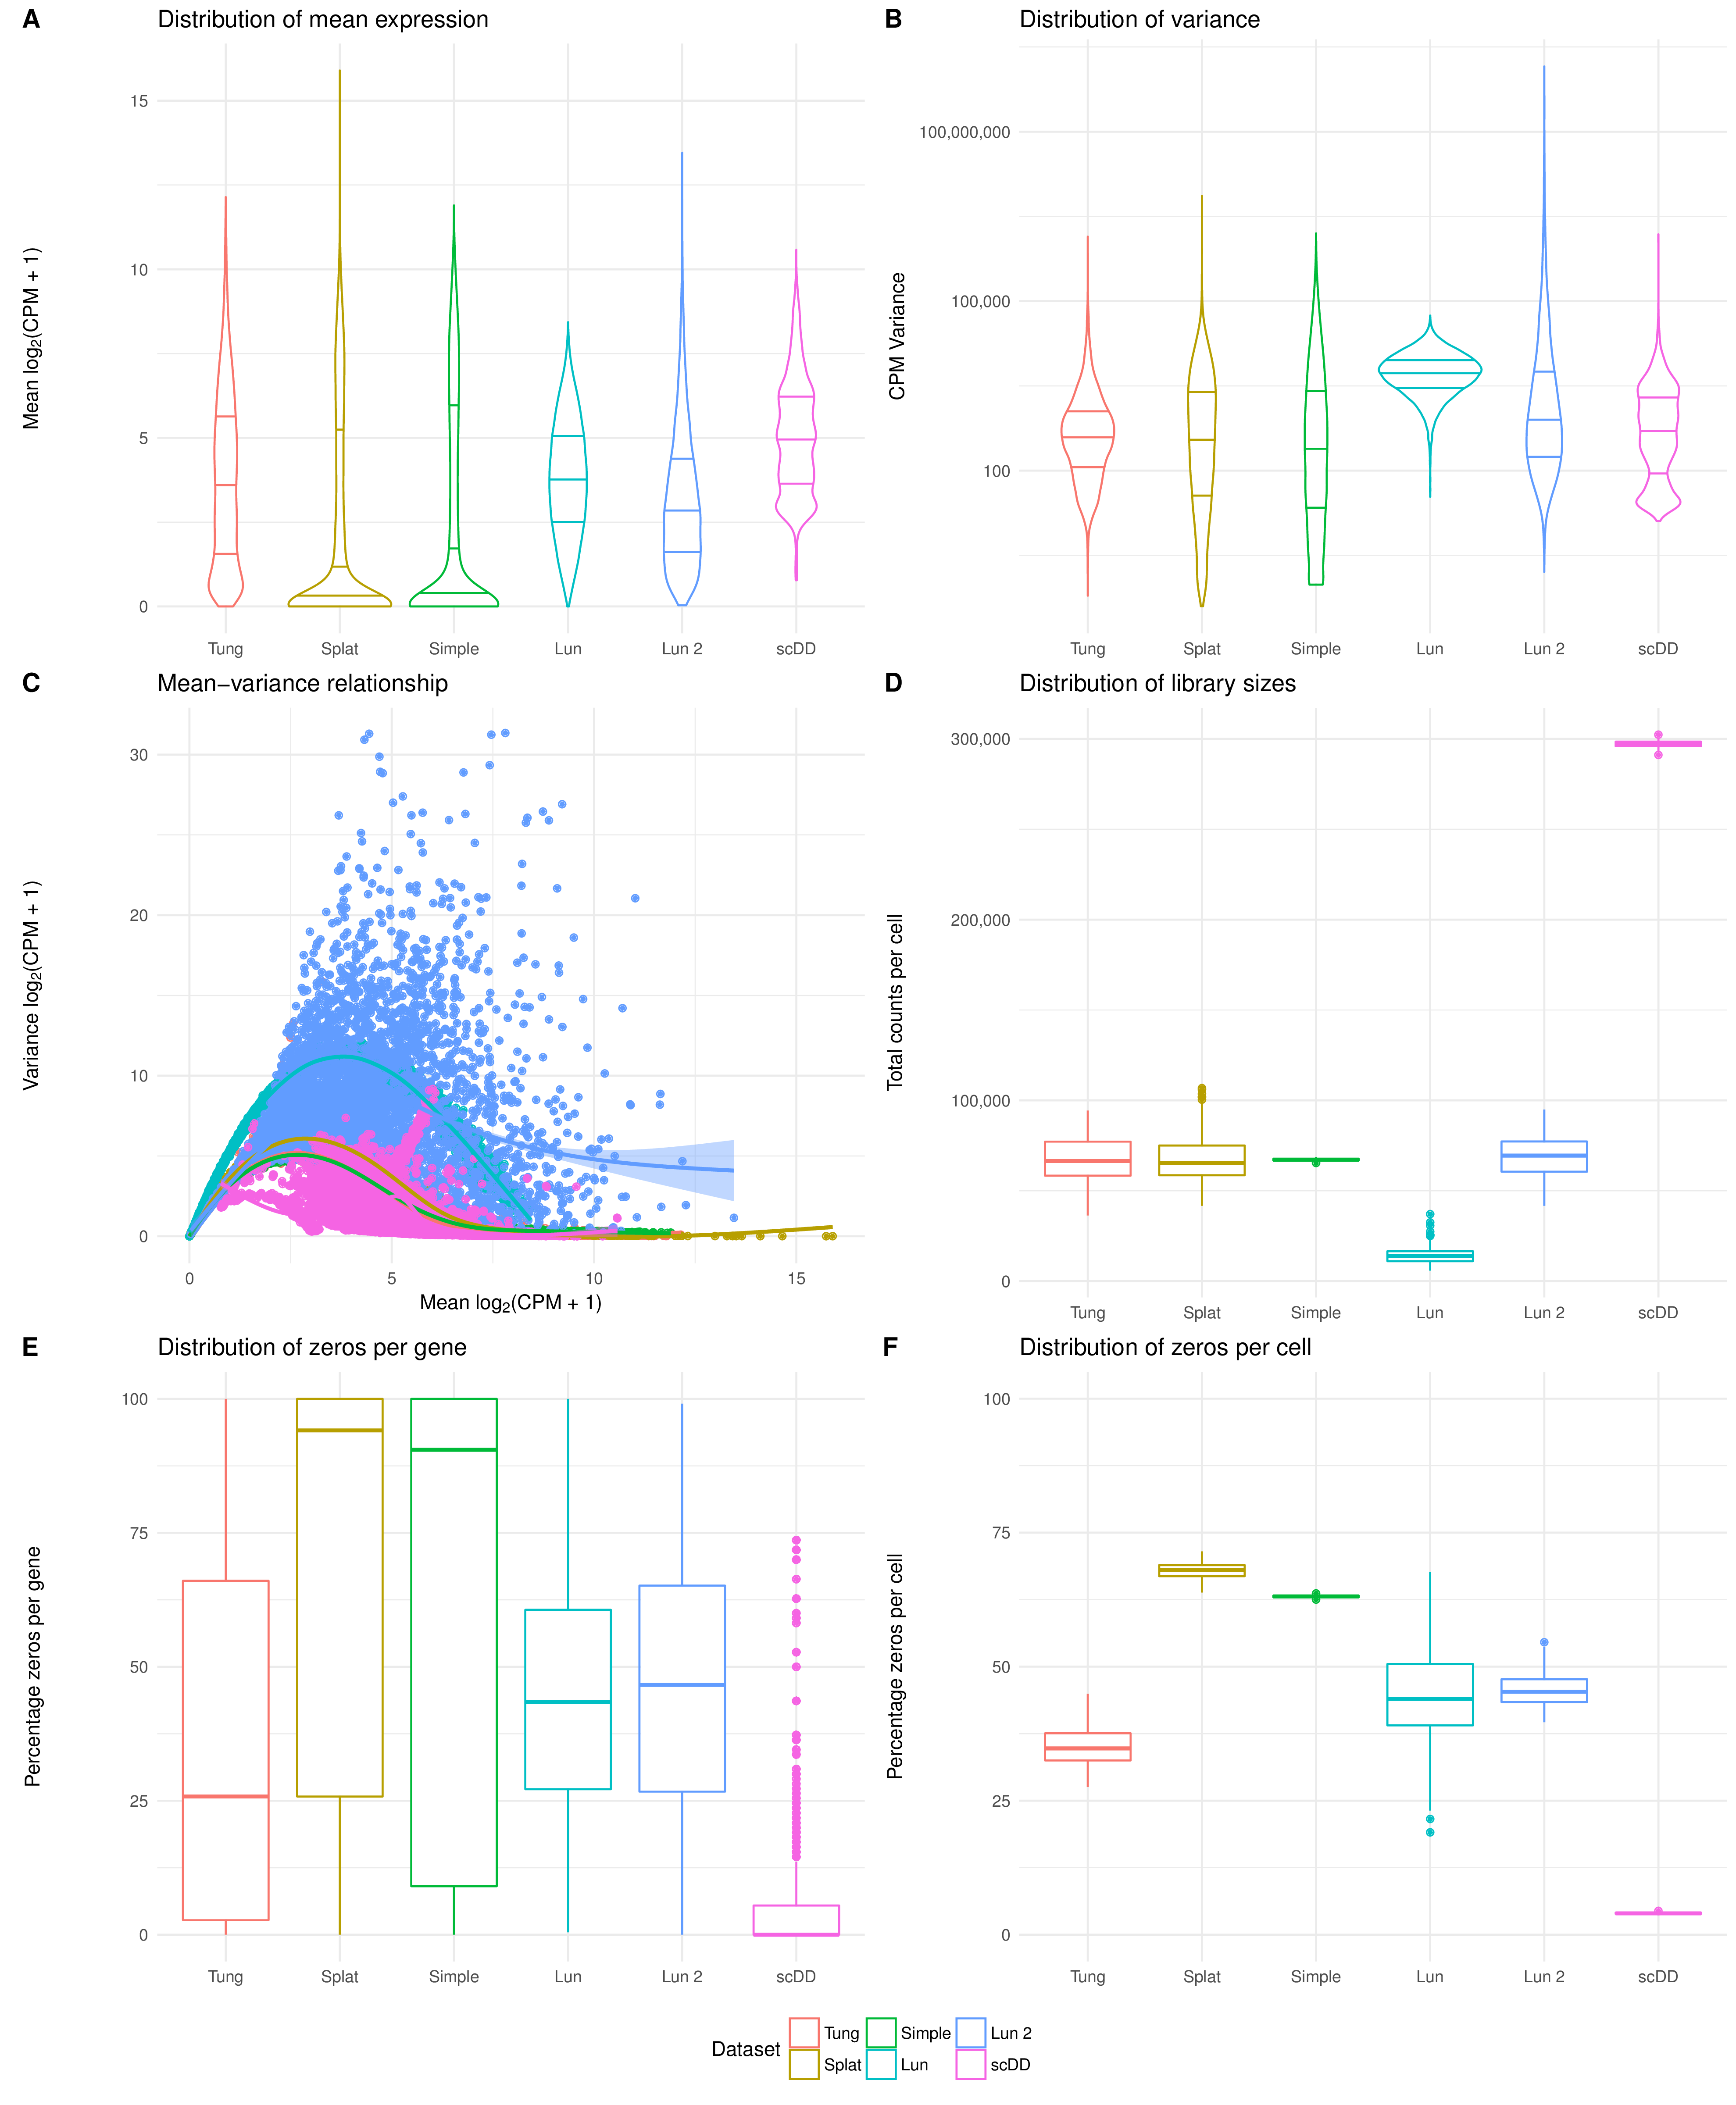 A Distribution of mean expression
Mean log₂(CPM + 1)
15
10
5
0
Tung Splat Simple Lun Lun 2 scDD
B Distribution of variance
CPM Variance
100,000,000
100,000
100
Tung Splat Simple Lun Lun 2 scDD
C Mean−variance relationship
Variance log₂(CPM + 1)
30
20
10
0
0 5 10 15
Mean log₂(CPM + 1)
D Distribution of library sizes
Total counts per cell
300,000
200,000
100,000
0
Tung Splat Simple Lun Lun 2 scDD
E Distribution of zeros per gene
Percentage zeros per gene
100
75
50
25
0
Tung Splat Simple Lun Lun 2 scDD
F Distribution of zeros per cell
Percentage zeros per cell
100
75
50
25
0
Tung Splat Simple Lun Lun 2 scDD
Dataset
Tung Simple Lun 2
Splat Lun scDD